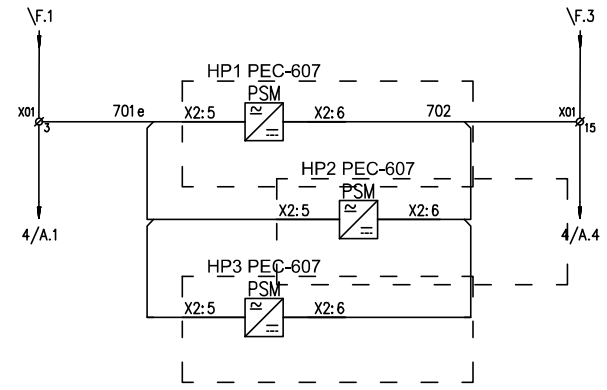 \F.1
\F.3
HP1 PEC-607
PSM
X01
3
701e
X2:5
X2:6
702
X01
15
HP2 PEC-607
PSM
X2:5
X2:6
4/A.1
4/A.4
HP3 PEC-607
PSM
X2:5
X2:6